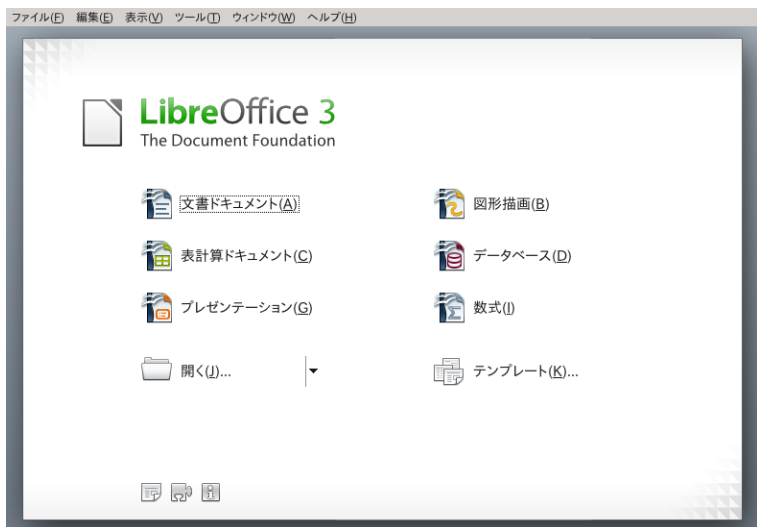 ファイル(F) 編集(E) 表示(V) ツール(T) ウィンドウ(W) ヘルプ(H)
LibreOffice 3
The Document Foundation
文書ドキュメント(A) 図形描画(B)
表計算ドキュメント(C) データベース(D)
プレゼンテーション(G) 数式(I)
開く(J)... テンプレート(K)...